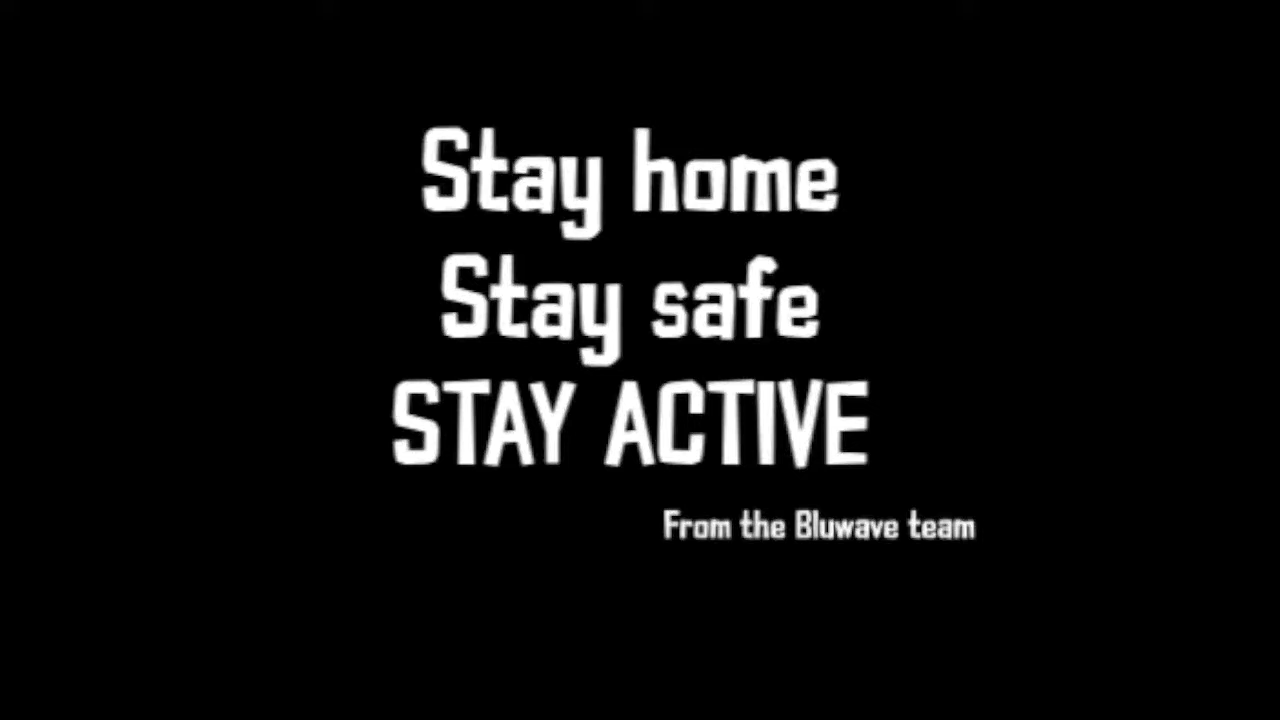 Stay home
Stay safe
STAY ACTIVE
From the Bluwave team